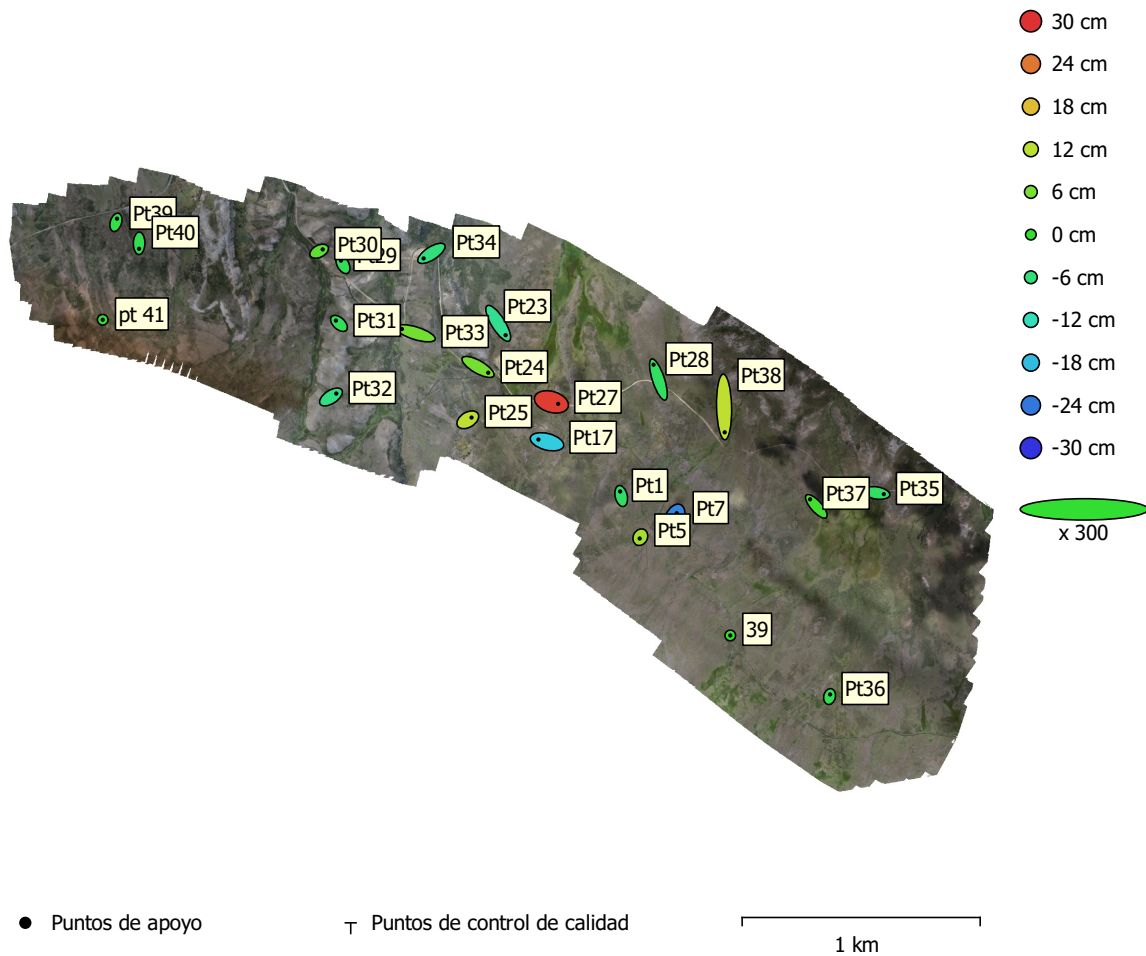 30 cm
24 cm
18 cm
12 cm
6 cm
0 cm
-6 cm
-12 cm
-18 cm
-24 cm
-30 cm
x 300
Pt39
Pt40
Pt30
Pt29
Pt34
pt 41
Pt31
Pt33
Pt23
Pt24
Pt28
Pt38
Pt32
Pt27
Pt25
Pt17
Pt1
Pt7
Pt5
Pt37
Pt35
39
Pt36
Puntos de apoyo
Puntos de control de calidad
1 km